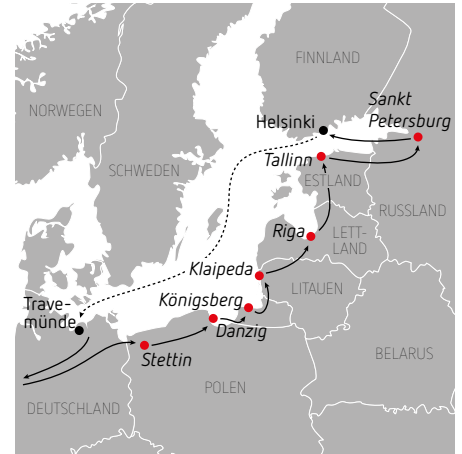 FINNLAND
NORWEGEN
Sankt
Petersburg
Helsinki
Tallinn
SCHWEDEN
ESTLAND
RUSSLAND
Riga
LETT-
LAND
Klaipeda
LITAUEN
Königsberg
Trave-
münde
Danzig
Stettin
BELARUS
POLEN
DEUTSCHLAND